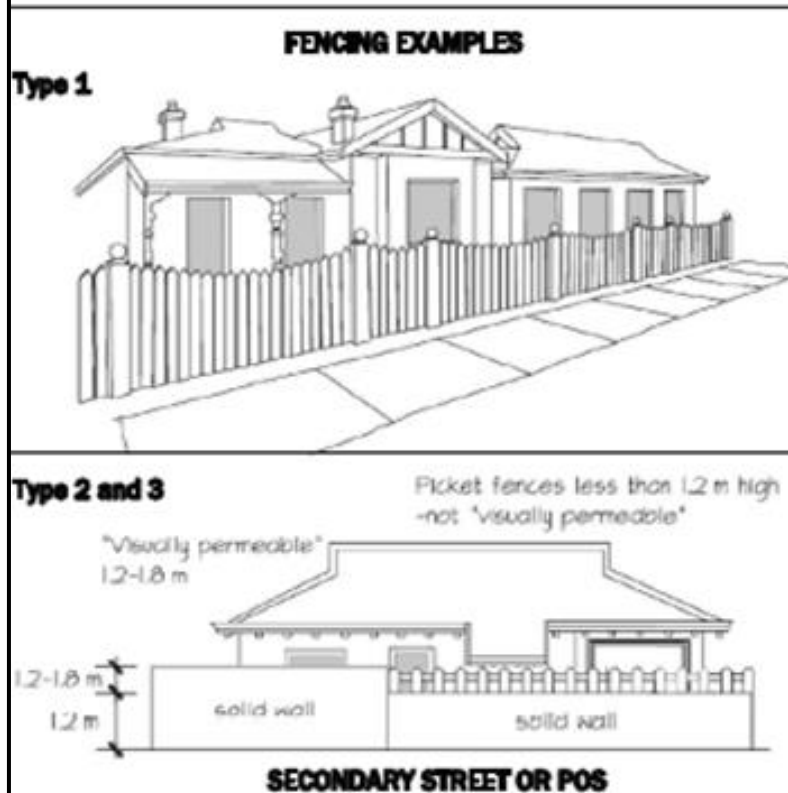 FENCING EXAMPLES
Type 1
Type 2 and 3
Picket fences less than 1.2 m high
-not "visually permeable"
"Visually permeable"
1.2-1.8 m
1.2-1.8 m
1.2 m
solid wall
solid wall
SECONDARY STREET OR POS